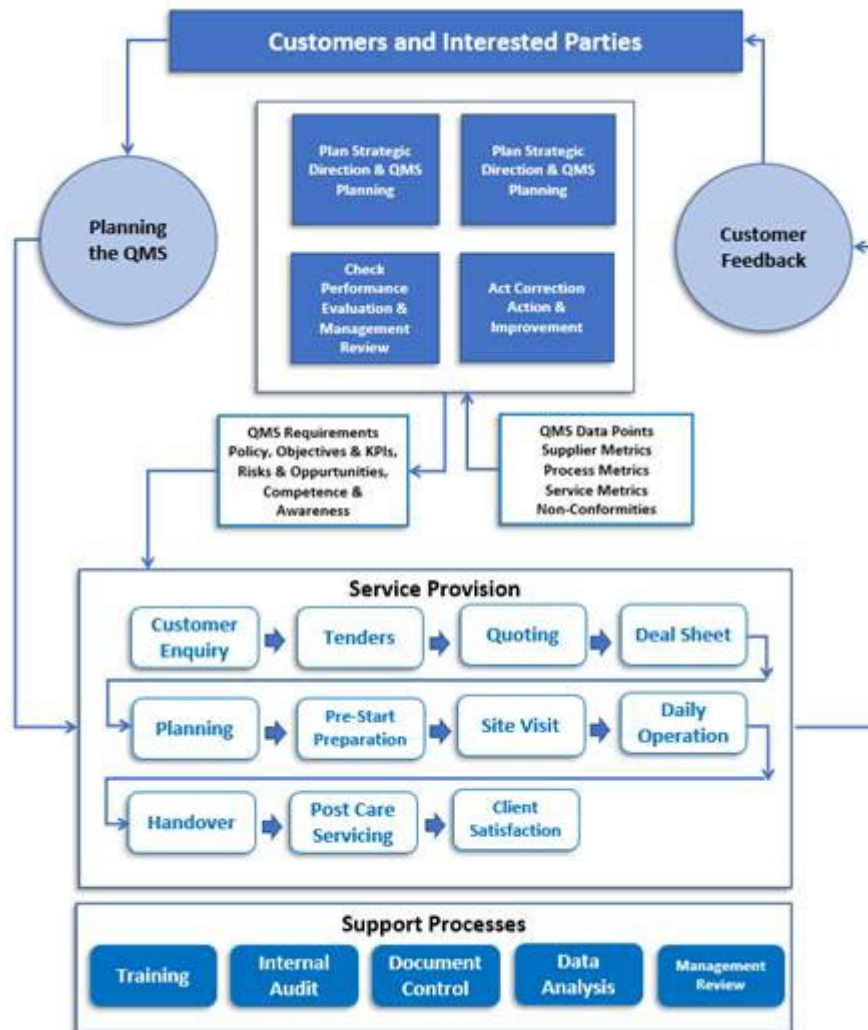 Customers and Interested Parties
Plan Strategic
Direction & QMS
Planning
Plan Strategic
Direction & QMS
Planning
Planning
the QMS
Customer
Feedback
Check
Performance
Evaluation &
Management
Review
Act Correction
Action &
Improvement
QMS Requirements
Policy, Objectives & KPIs,
Risks & Oppurtunities,
Competence &
Awareness
QMS Data Points
Supplier Metrics
Process Metrics
Service Metrics
Non-Conformities
Service Provision
Customer
Enquiry
Tenders
Quoting
Deal Sheet
Planning
Pre-Start
Preparation
Site Visit
Daily
Operation
Handover
Post Care
Servicing
Client
Satisfaction
Support Processes
Training
Internal
Audit
Document
Control
Data
Analysis
Management
Review